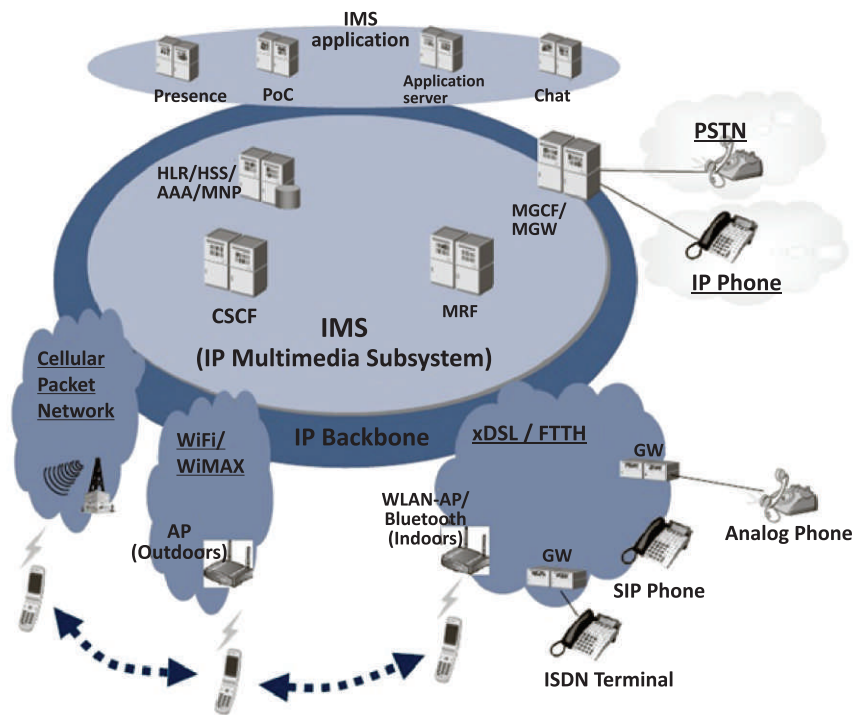 IMS
application
Presence
PoC
Application
server
Chat
PSTN
HLR/HSS/
AAA/MNP
MGCF/
MGW
IP Phone
CSCF
MRF
IMS
(IP Multimedia Subsystem)
Cellular
Packet
Network
IP Backbone
WiFi/
WiMAX
xDSL / FTTH
GW
WLAN-AP/
Bluetooth
(Indoors)
AP
(Outdoors)
Analog Phone
GW
SIP Phone
ISDN Terminal